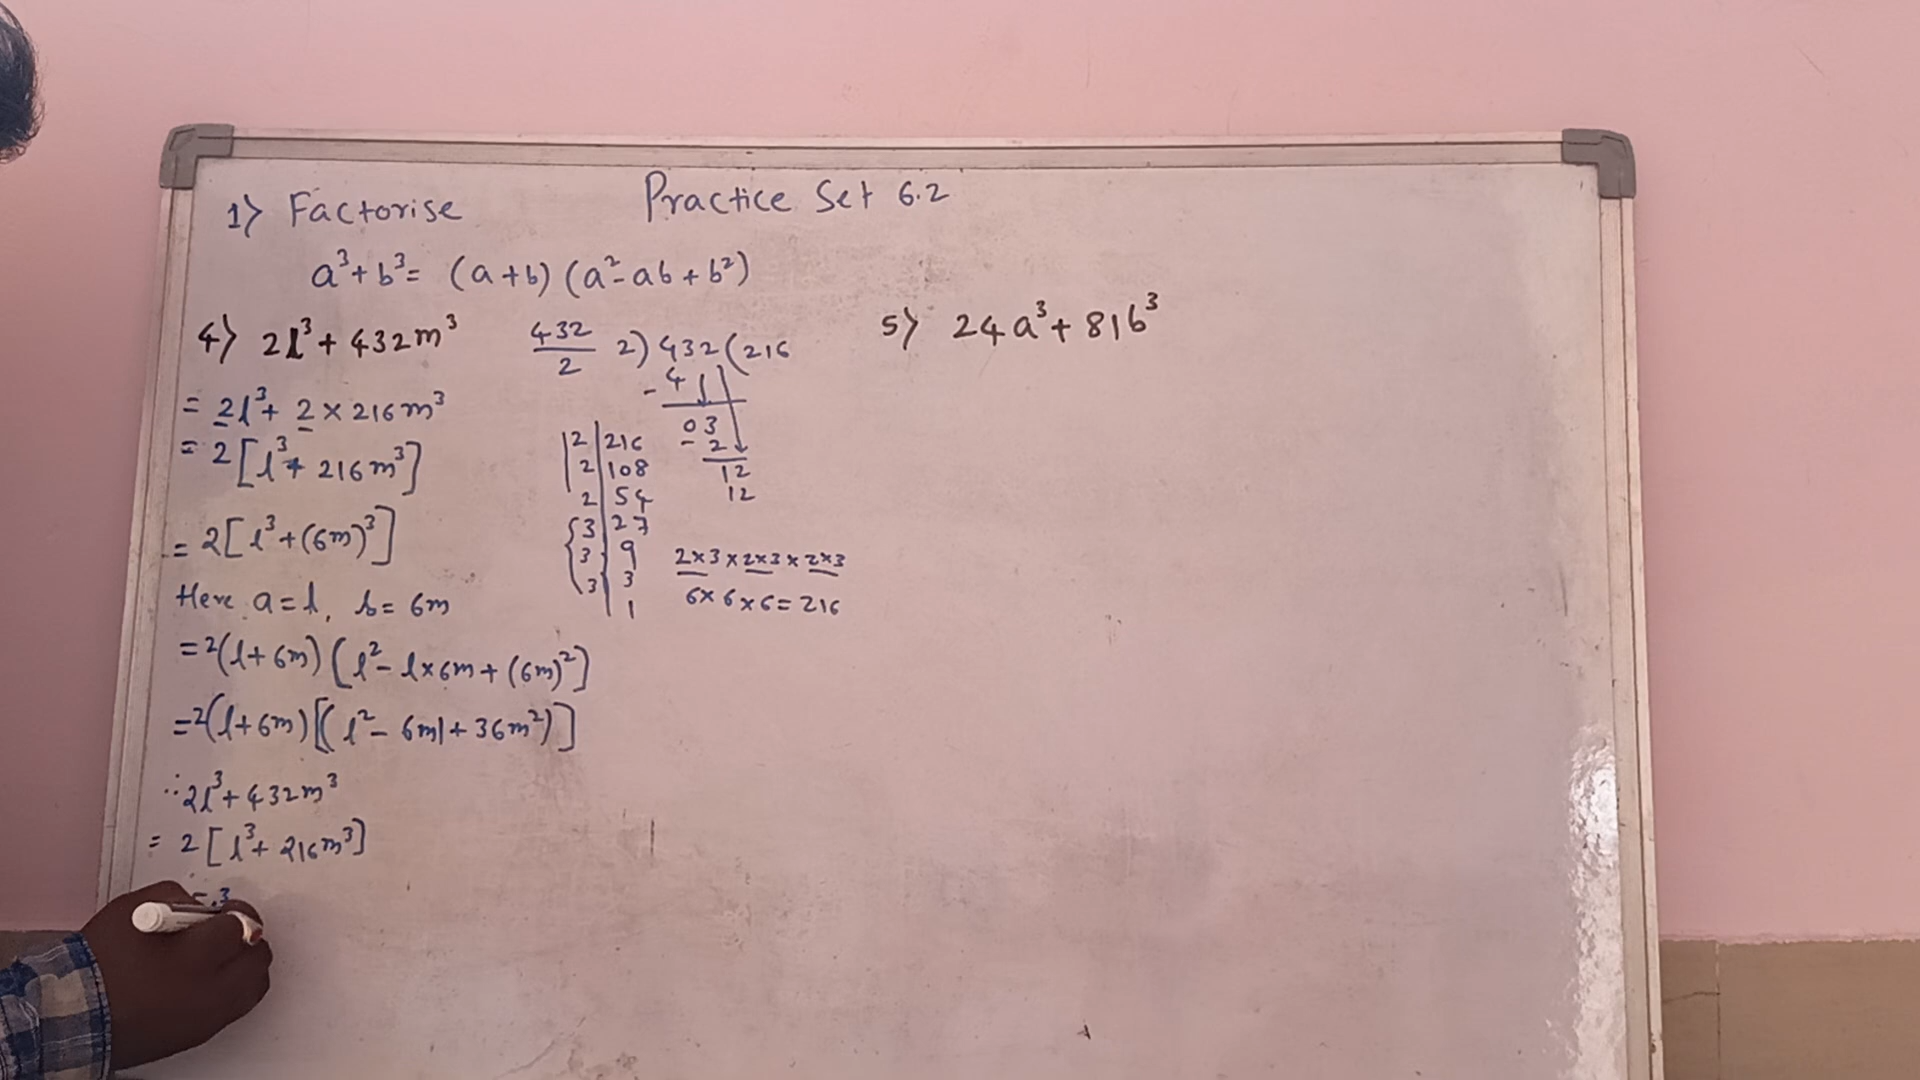 1) Factorise
Practice Set 6.2
a³+b³= (a+b) (a²-ab+b²)
4) 2l³+432m³
= 2l³+ 2×216m³
= 2[l³+216m³]
= 2[l³+(6m)³]
Here a=l, b=6m
=2(l+6m)(l²-l×6m+(6m)²]
=2(l+6m)[(l²-6ml+36m²)]
∴2l³+432m³
= 2[l³+216m³]
432
2
2)432(216
- 4
03
- 2
12
12
2|216
2|108
2|54
3|27
3|9
3|3
1
2×3×2×3×2×3
6×6×6=216
5) 24a³+81b³